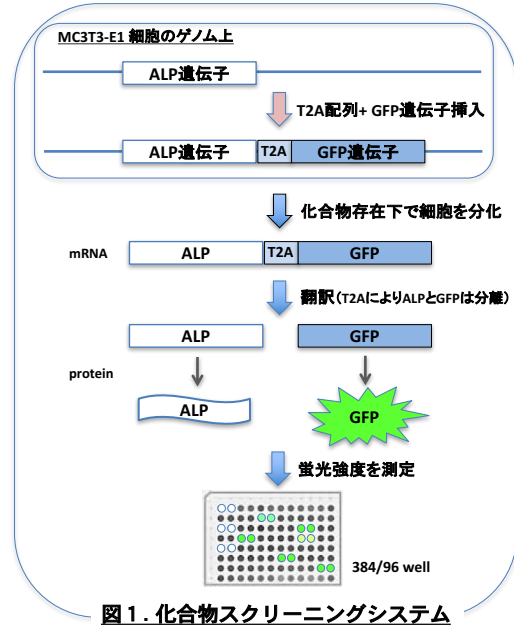 MC3T3-E1 細胞のゲノム上
ALP遺伝子
T2A配列+ GFP遺伝子挿入
ALP遺伝子 T2A GFP遺伝子
化合物存在下で細胞を分化
mRNA ALP T2A GFP
翻訳(T2AによりALPとGFPは分離)
ALP GFP
protein
ALP GFP
蛍光強度を測定
384/96 well
図1. 化合物スクリーニングシステム